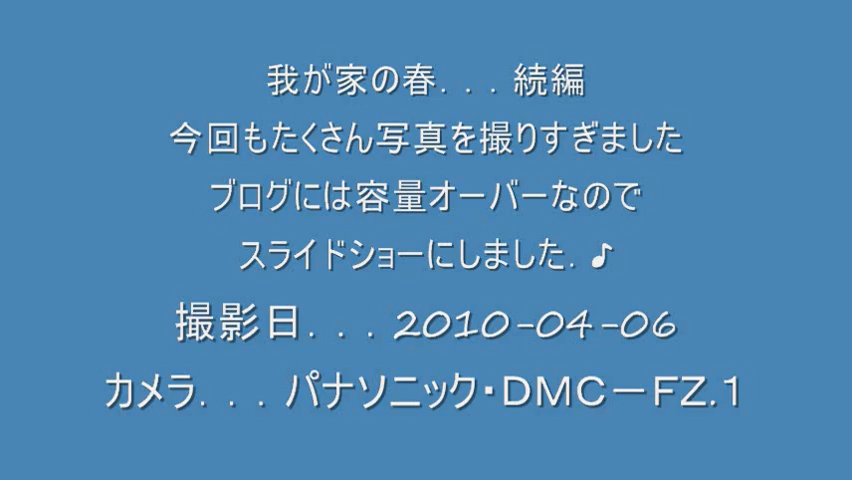 我が家の春．．．続編
今回もたくさん写真を撮りすぎました
ブログには容量オーバーなので
スライドショーにしました．♪
撮影日．．．2010-04-06
カメラ．．．パナソニック・ＤＭＣ－ＦＺ.１